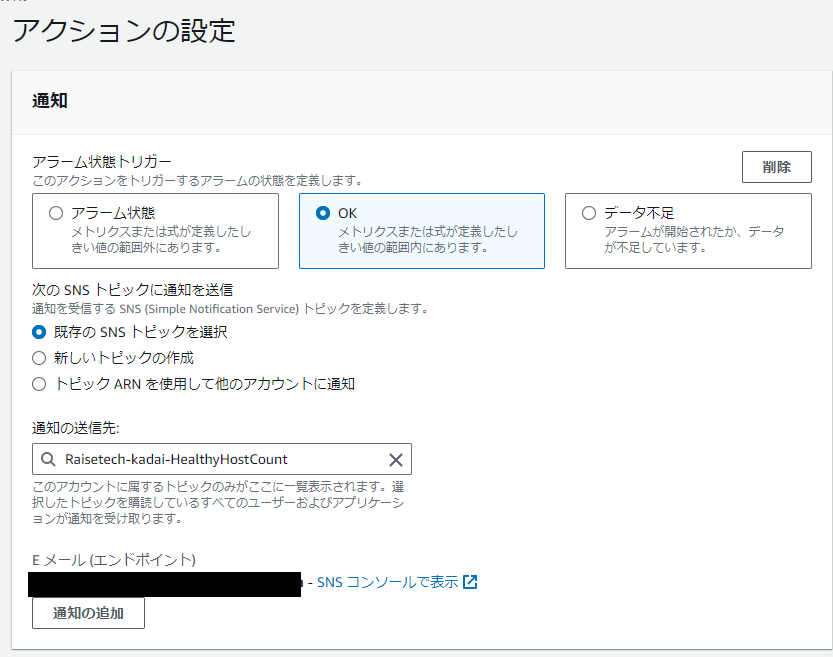 アクションの設定
通知
アラーム状態トリガー
このアクションをトリガーするアラームの状態を定義します。
削除
アラーム状態
メトリクスまたは式が定義したし
きい値の範囲外にあります。
OK
メトリクスまたは式が定義したし
きい値の範囲内にあります。
データ不足
アラームが開始されたか、データ
が不足しています。
次の SNS トピックに通知を送信
通知を受信する SNS (Simple Notification Service) トピックを定義します。
既存の SNS トピックを選択
新しいトピックの作成
トピック ARN を使用して他のアカウントに通知
通知の送信先:
Raisetech-kadai-HealthyHostCount
このアカウントに属するトピックのみがここに一覧表示されます。選
択したトピックを購読しているすべてのユーザーおよびアプリケーシ
ョンが通知を受け取ります。
E メール (エンドポイント)
- SNS コンソールで表示
通知の追加